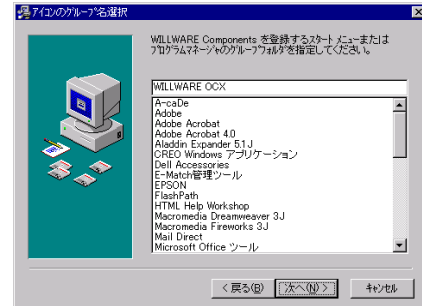 アイコンのグループ名選択
WILLWARE Components を登録するスタート メニューまたは
プログラムマネージャのグループフォルダを指定してください。
WILLWARE OCX
A-caDe
Adobe
Adobe Acrobat
Adobe Acrobat 4.0
Aladdin Expander 5.1 J
CREO Windows アプリケーション
Dell Accessories
E-Match管理ツール
EPSON
FlashPath
HTML Help Workshop
Macromedia Dreamweaver 3J
Macromedia Fireworks 3J
Mail Direct
Microsoft Office ツール
< 戻る(B)
次へ(N) >
キャンセル